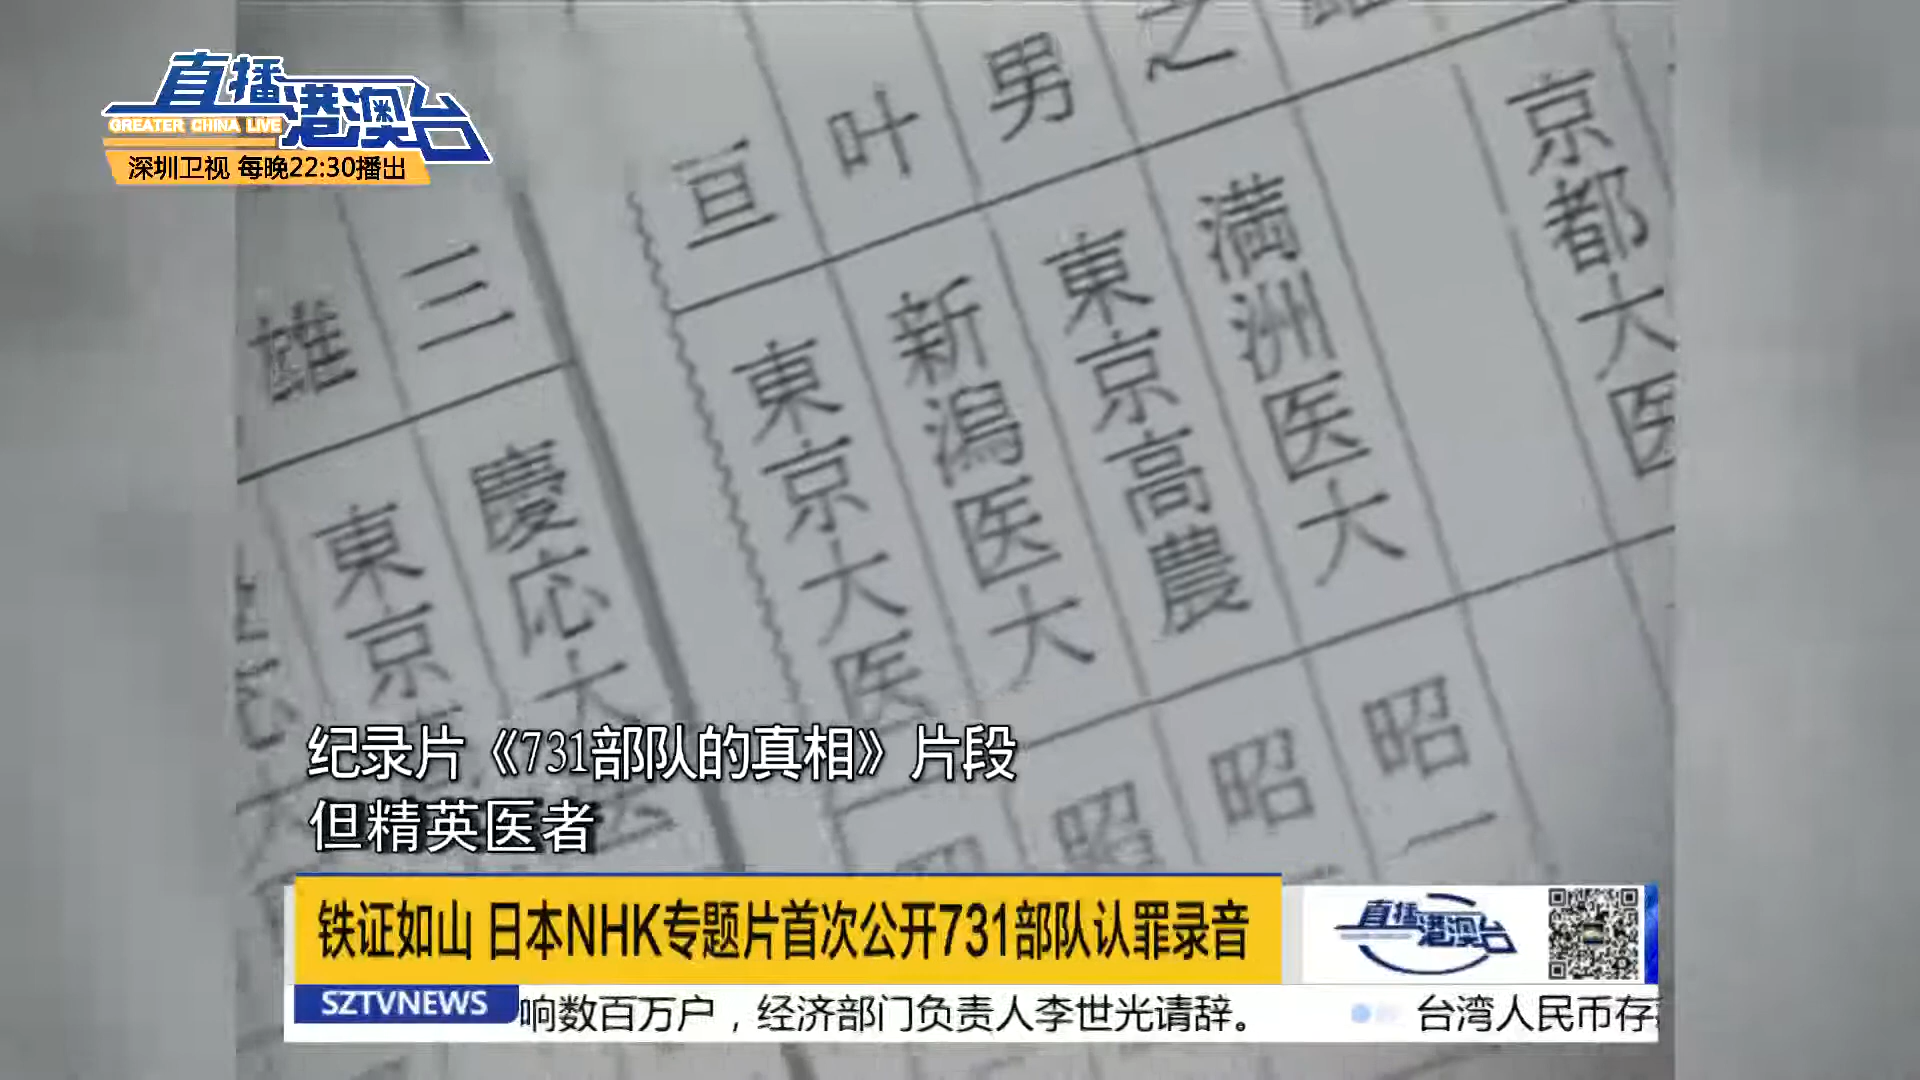 直播港澳台
GREATER CHINA LIVE
深圳卫视 每晚22:30播出
之
男
叶
亘
三
雄
京都大医
満洲医大
東京高農
新潟医大
東京大医
慶応大
東京
昭一
昭
昭
纪录片《731部队的真相》片段
但精英医者
铁证如山 日本NHK专题片首次公开731部队认罪录音
直播港澳台
SZTVNEWS
响数百万户，经济部门负责人李世光请辞。
台湾人民币存